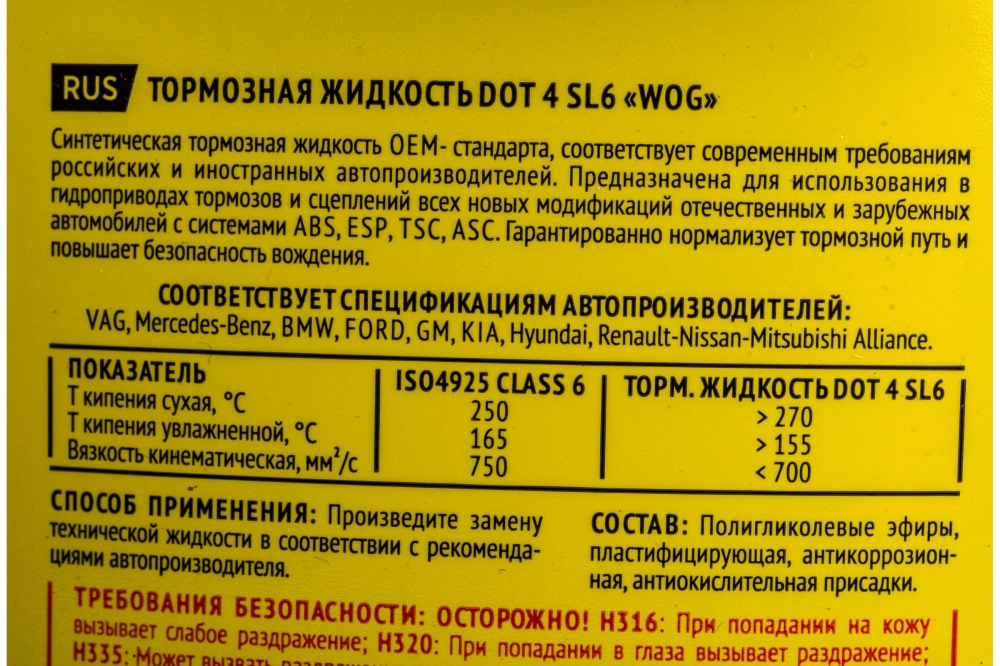 RUS ТОРМОЗНАЯ ЖИДКОСТЬ DOT 4 SL6 «WOG»
Синтетическая тормозная жидкость OEM- стандарта, соответствует современным требованиям
российских и иностранных автопроизводителей. Предназначена для использования в
гидроприводах тормозов и сцеплений всех новых модификаций отечественных и зарубежных
автомобилей с системами ABS, ESP, TSC, ASC. Гарантированно нормализует тормозной путь и
повышает безопасность вождения.
СООТВЕТСТВУЕТ СПЕЦИФИКАЦИЯМ АВТОПРОИЗВОДИТЕЛЕЙ:
VAG, Mercedes-Benz, BMW, FORD, GM, KIA, Hyundai, Renault-Nissan-Mitsubishi Alliance.
ПОКАЗАТЕЛЬ ISO4925 CLASS 6 ТОРМ. ЖИДКОСТЬ DOT 4 SL6
Т кипения сухая, °С 250 > 270
Т кипения увлажненной, °С 165 > 155
Вязкость кинематическая, мм²/с 750 < 700
СПОСОБ ПРИМЕНЕНИЯ: Произведите замену
технической жидкости в соответствии с рекоменда-
циями автопроизводителя.
СОСТАВ: Полигликолевые эфиры,
пластифицирующая, антикоррозион-
ная, антиокислительная присадки.
ТРЕБОВАНИЯ БЕЗОПАСНОСТИ: ОСТОРОЖНО! H316: При попадании на кожу
вызывает слабое раздражение; H320: При попадании в глаза вызывает раздражение;
H335: Может вызвать